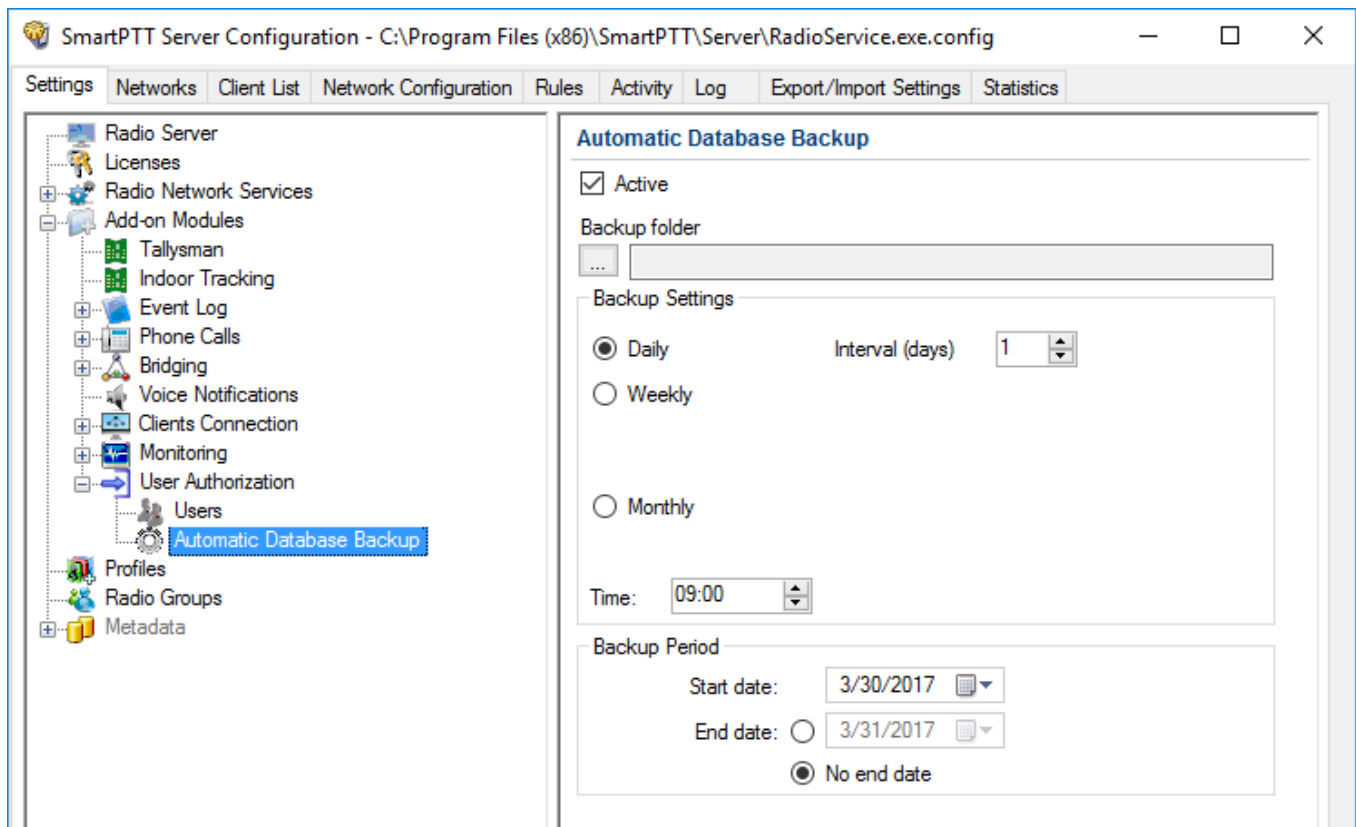 SmartPTT Server Configuration - C:\Program Files (x86)\SmartPTT\Server\RadioService.exe.config
Settings Networks Client List Network Configuration Rules Activity Log Export/Import Settings Statistics
Radio Server
Licenses
Radio Network Services
Add-on Modules
Tallysman
Indoor Tracking
Event Log
Phone Calls
Bridging
Voice Notifications
Clients Connection
Monitoring
User Authorization
Users
Automatic Database Backup
Profiles
Radio Groups
Metadata
Automatic Database Backup
Active
Backup folder
...
Backup Settings
Daily Interval (days) 1
Weekly
Monthly
Time: 09:00
Backup Period
Start date: 3/30/2017
End date: 3/31/2017
No end date